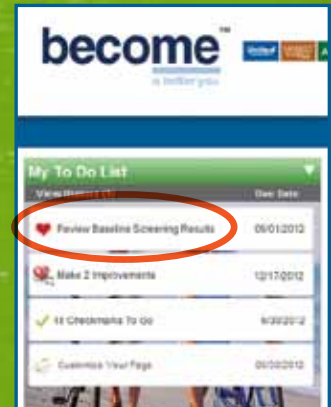 become™
a better you
My To Do List
Due Date
Review Baseline Screening Results 09/01/2012
Make 2 Improvements 12/17/2012
Checkmarks To Go
Customize Your Page